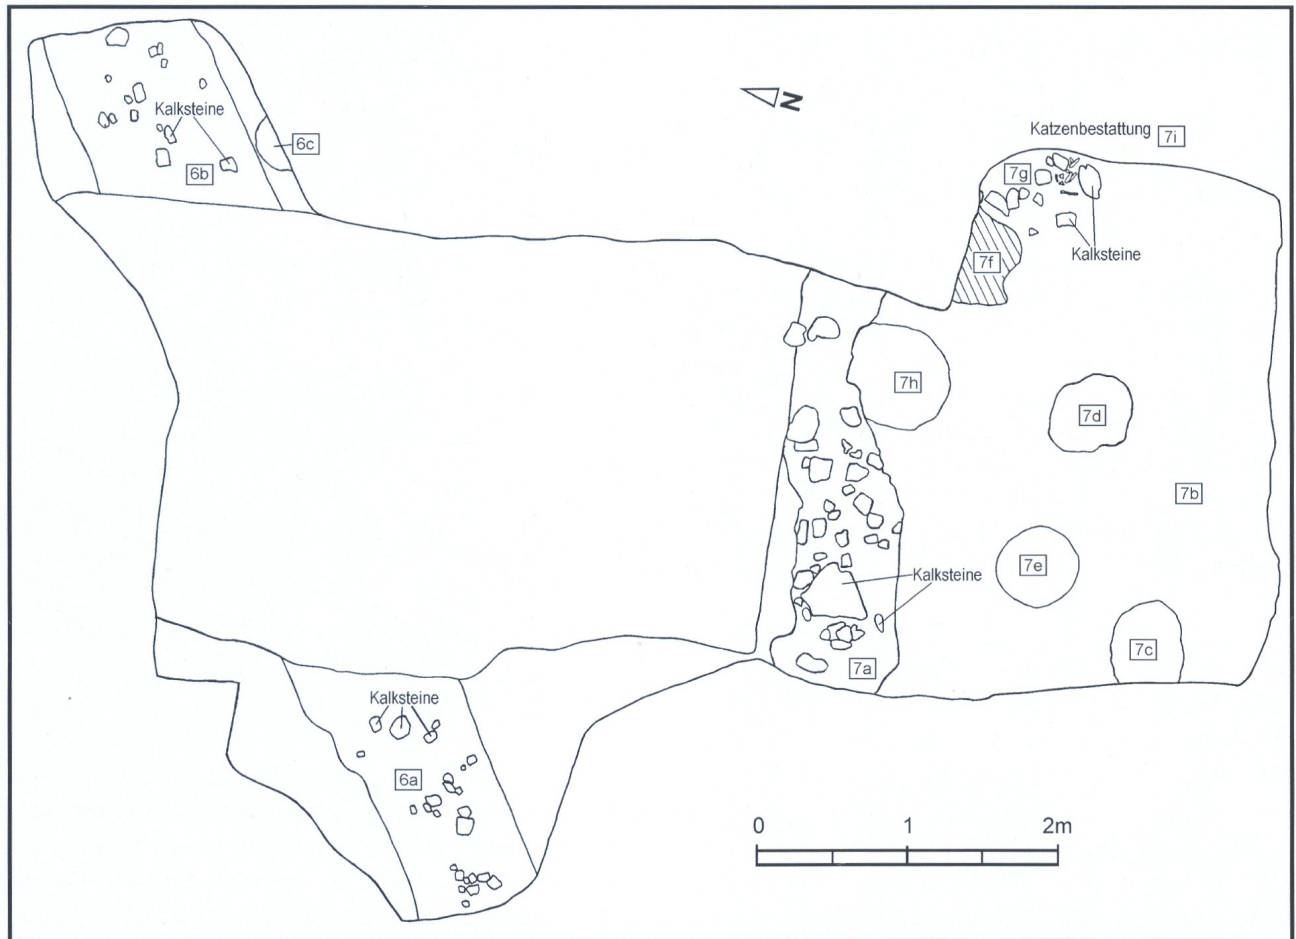 Katzenbestattung 7i
Kalksteine
6c
6b
7g
Kalksteine
7f
N
7h
7d
7b
7e
Kalksteine
7c
7a
Kalksteine
6a
0 1 2m